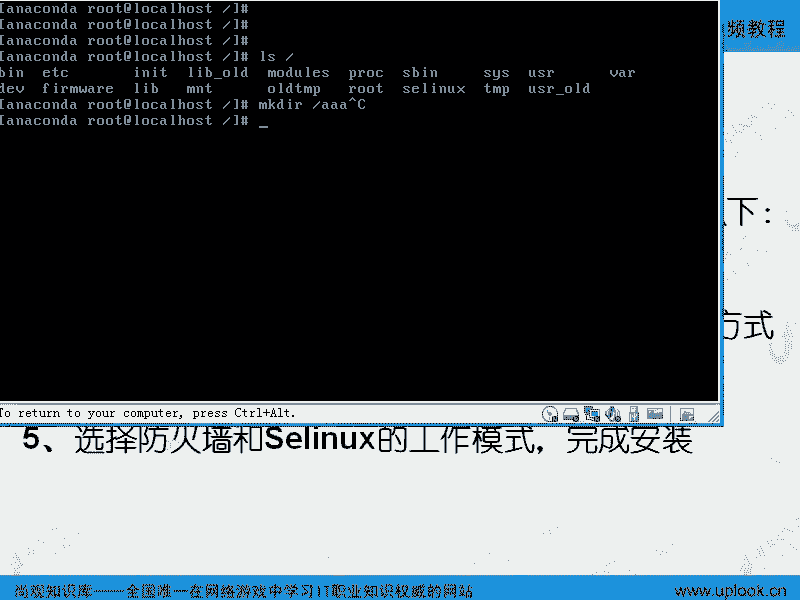 [anaconda root@localhost /]#
[anaconda root@localhost /]#
[anaconda root@localhost /]#
[anaconda root@localhost /]# ls /
bin etc init lib_old modules proc sbin sys usr var
dev firmware lib mnt oldtmp root selinux tmp usr_old
[anaconda root@localhost /]# mkdir /aaa^C
[anaconda root@localhost /]# _
频教程
下：
方式
To return to your computer, press Ctrl+Alt.
5、选择防火墙和Selinux的工作模式，完成安装
尚观知识库——全国唯一在网络游戏中学习IT职业知识权威的网站
www.uplook.cn